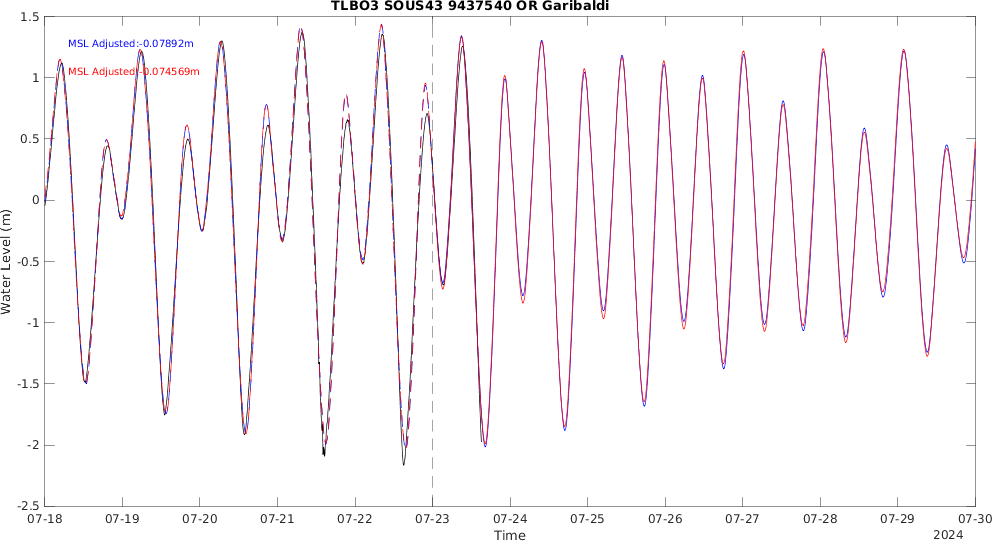 TLBO3 SOUS43 9437540 OR Garibaldi
MSL Adjusted:-0.07892m
MSL Adjusted:-0.074569m
Water Level (m)
1.5
1
0.5
0
-0.5
-1
-1.5
-2
-2.5
07-18 07-19 07-20 07-21 07-22 07-23 07-24 07-25 07-26 07-27 07-28 07-29 07-30
Time
2024